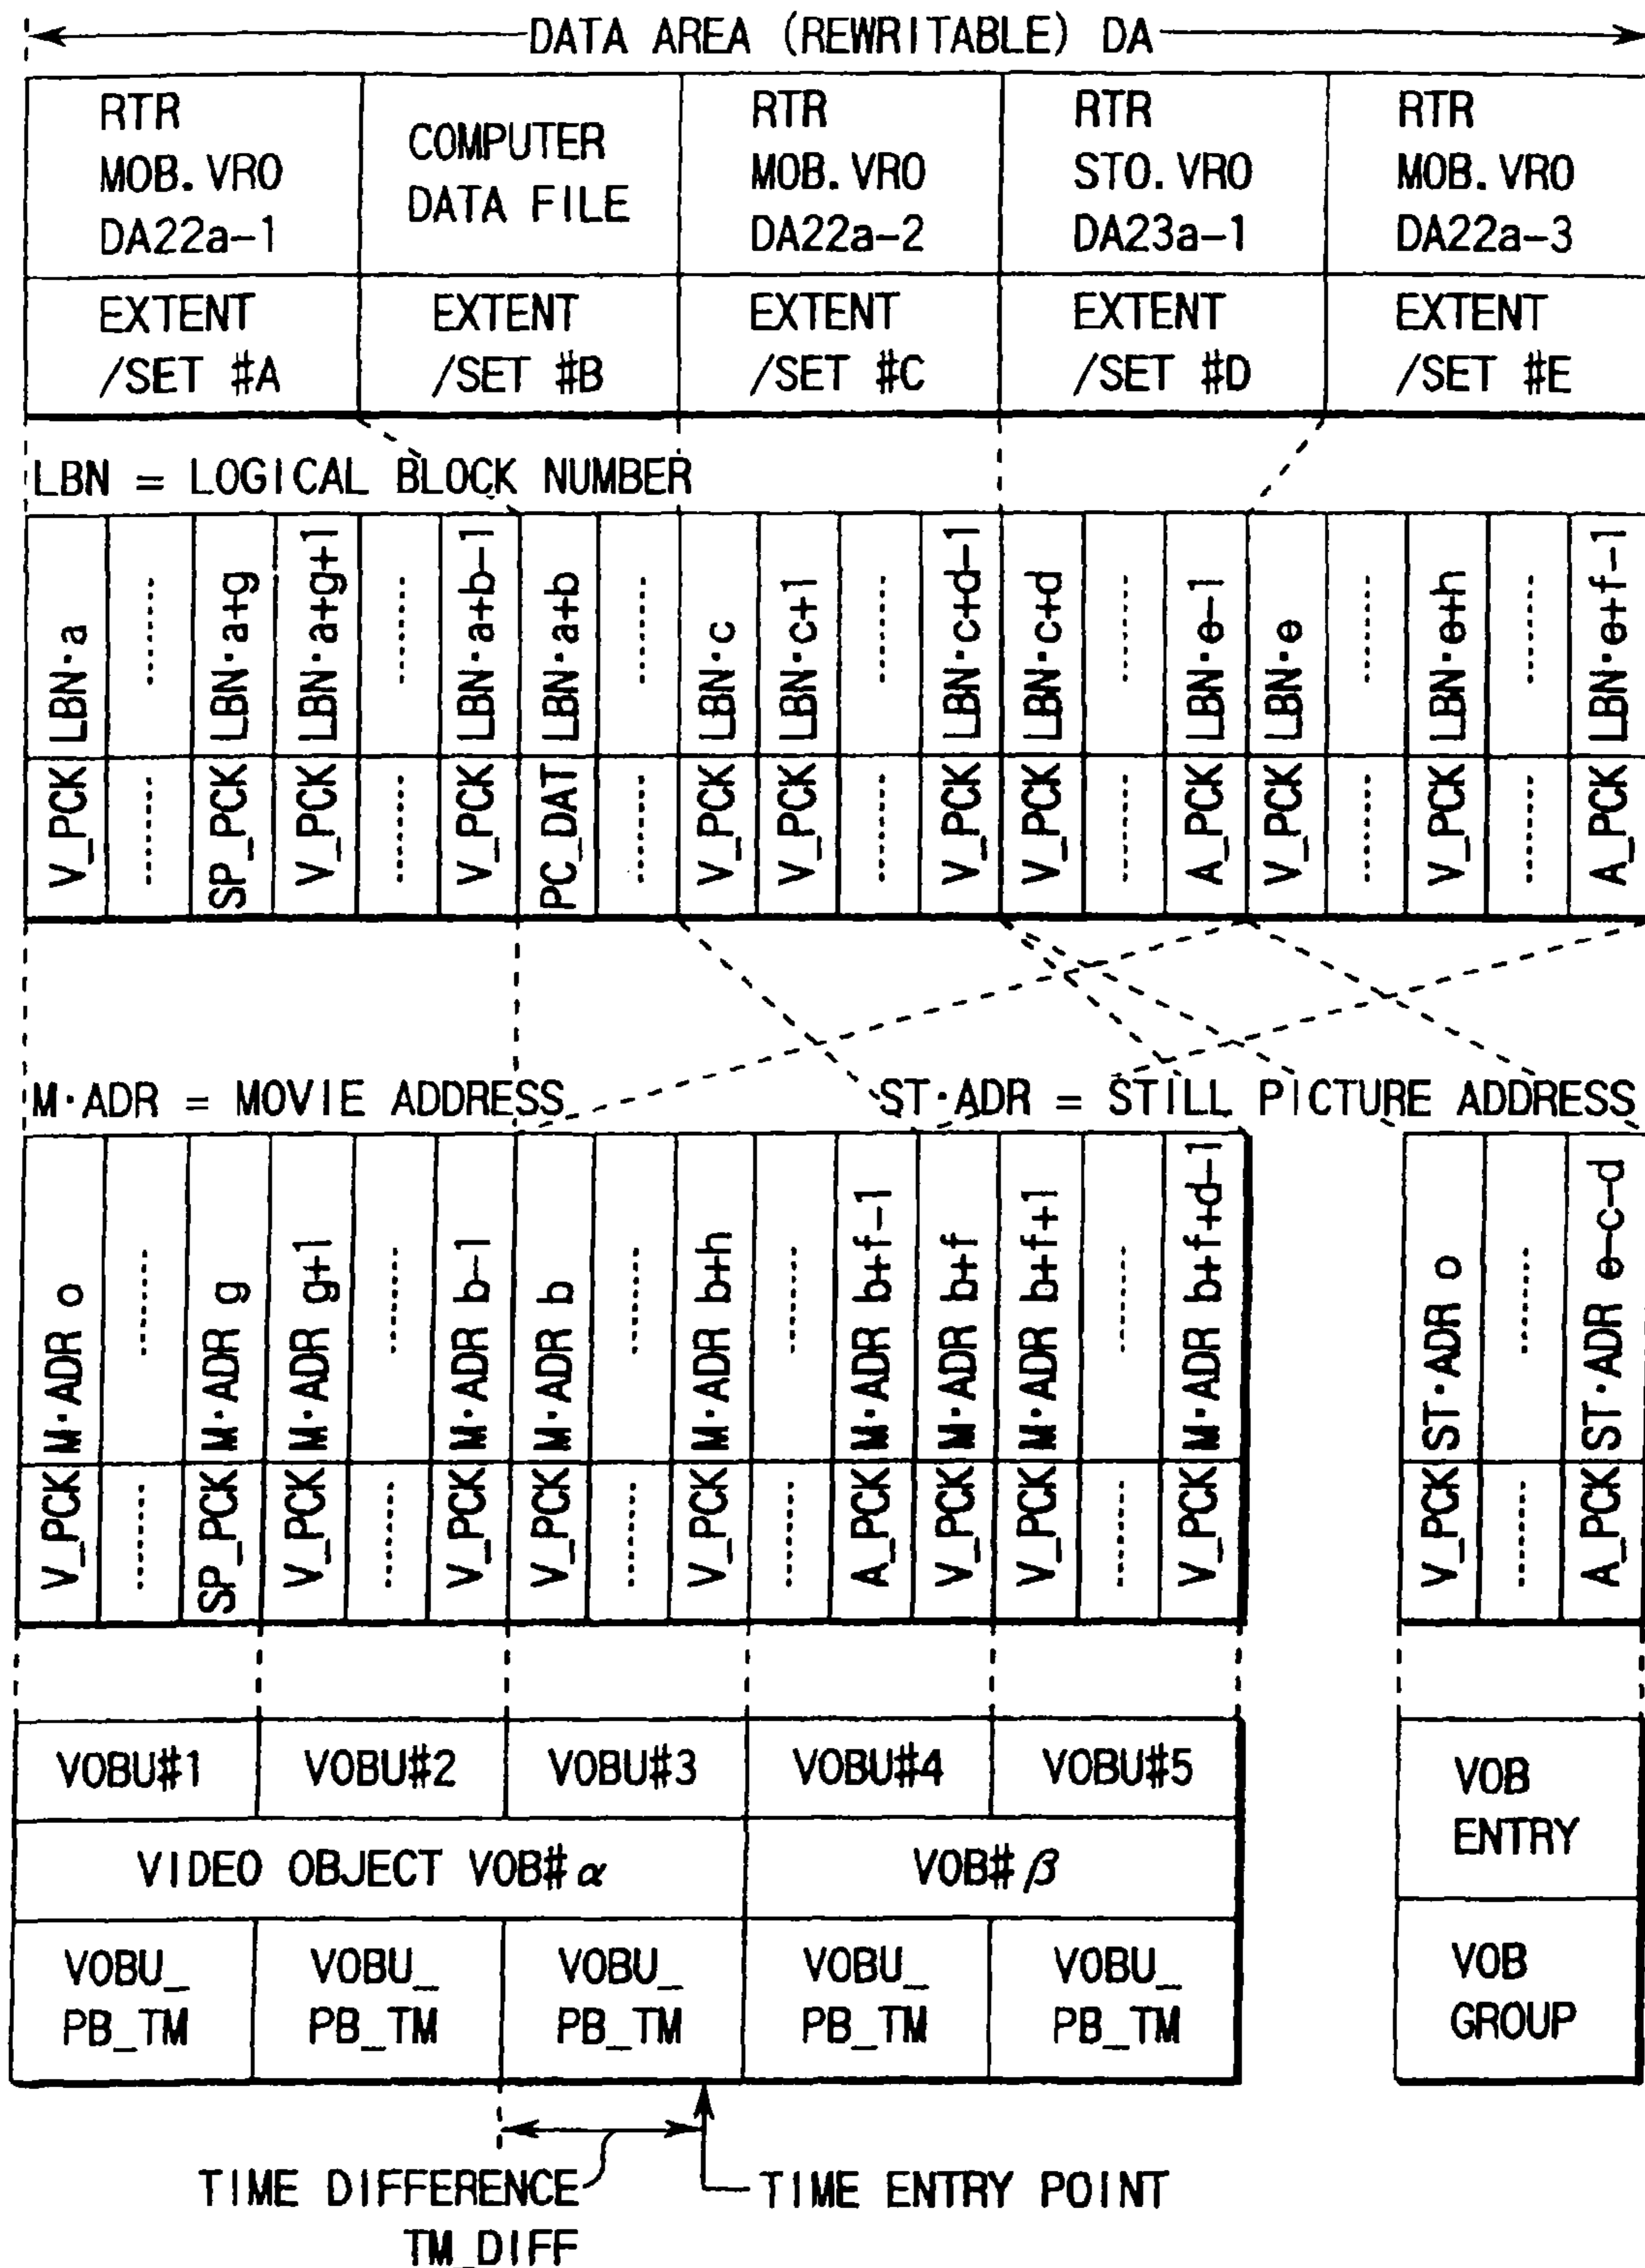 DATA AREA (REWRITABLE) DA
RTR
MOB. VRO
DA22a-1
COMPUTER
DATA FILE
RTR
MOB. VRO
DA22a-2
RTR
STO. VRO
DA23a-1
RTR
MOB. VRO
DA22a-3
EXTENT
/SET #A
EXTENT
/SET #B
EXTENT
/SET #C
EXTENT
/SET #D
EXTENT
/SET #E
LBN = LOGICAL BLOCK NUMBER
LBN·a
LBN·a+g
LBN·a+g+1
LBN·a+b-1
LBN·a+b
LBN·c
LBN·c+1
LBN·c+d-1
LBN·c+d
LBN·e-1
LBN·e
LBN·e+h
LBN·e+f-1
V_PCK
SP_PCK
V_PCK
V_PCK
PC_DAT
V_PCK
V_PCK
V_PCK
V_PCK
A_PCK
V_PCK
V_PCK
A_PCK
M·ADR = MOVIE ADDRESS
ST·ADR = STILL PICTURE ADDRESS
M·ADR o
M·ADR g
M·ADR g+1
M·ADR b-1
M·ADR b
M·ADR b+h
M·ADR b+f-1
M·ADR b+f
M·ADR b+f+1
M·ADR b+f+d-1
ST·ADR o
ST·ADR e-c-d
V_PCK
SP_PCK
V_PCK
V_PCK
V_PCK
V_PCK
A_PCK
V_PCK
V_PCK
V_PCK
V_PCK
A_PCK
VOBU#1
VOBU#2
VOBU#3
VOBU#4
VOBU#5
VOB
ENTRY
VIDEO OBJECT VOB#α
VOB#β
VOBU_
PB_TM
VOBU_
PB_TM
VOBU_
PB_TM
VOBU_
PB_TM
VOBU_
PB_TM
VOB
GROUP
TIME DIFFERENCE
TM_DIFF
TIME ENTRY POINT